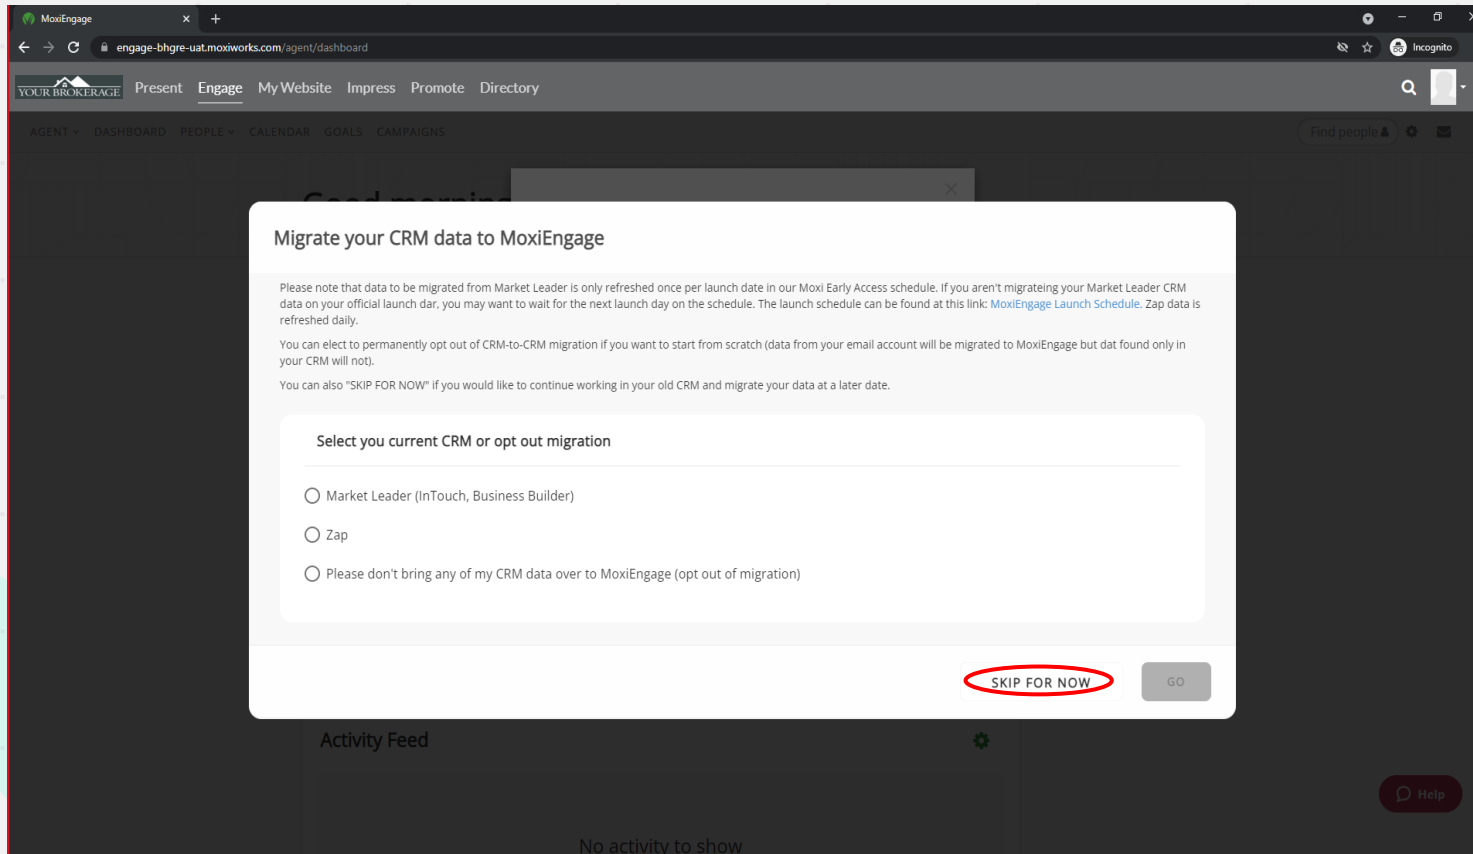 MoxiEngage
engage-bhgre-uat.moxiworks.com/agent/dashboard
Incognito
YOUR BROKERAGE Present Engage My Website Impress Promote Directory
AGENT DASHBOARD PEOPLE CALENDAR GOALS CAMPAIGNS Find people
Good morning
Migrate your CRM data to MoxiEngage
Please note that data to be migrated from Market Leader is only refreshed once per launch date in our Moxi Early Access schedule. If you aren't migrateing your Market Leader CRM
data on your official launch dar, you may want to wait for the next launch day on the schedule. The launch schedule can be found at this link: MoxiEngage Launch Schedule. Zap data is
refreshed daily.
You can elect to permanently opt out of CRM-to-CRM migration if you want to start from scratch (data from your email account will be migrated to MoxiEngage but dat found only in
your CRM will not).
You can also "SKIP FOR NOW" if you would like to continue working in your old CRM and migrate your data at a later date.
Select you current CRM or opt out migration
Market Leader (InTouch, Business Builder)
Zap
Please don't bring any of my CRM data over to MoxiEngage (opt out of migration)
SKIP FOR NOW GO
Activity Feed
Help
No activity to show